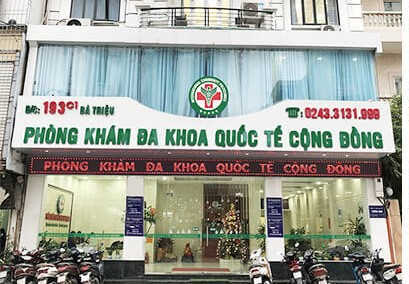 Đ/c: 193c1 BÀ TRIỆU
☎: 0243.3131.999
PHÒNG KHÁM ĐA KHOA QUỐC TẾ CỘNG ĐỒNG
PHÒNG KHÁM ĐA KHOA QUỐC TẾ CỘNG ĐỒNG